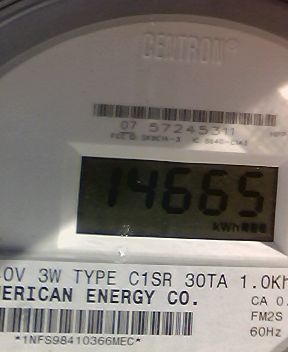 CENTRON®
07 57245311
14665
kWh
0V 3W TYPE C1SR 30TA 1.0Kh
ERICAN ENERGY CO.
CA 0.
FM2S
60Hz
*1NFS98410366MEC*